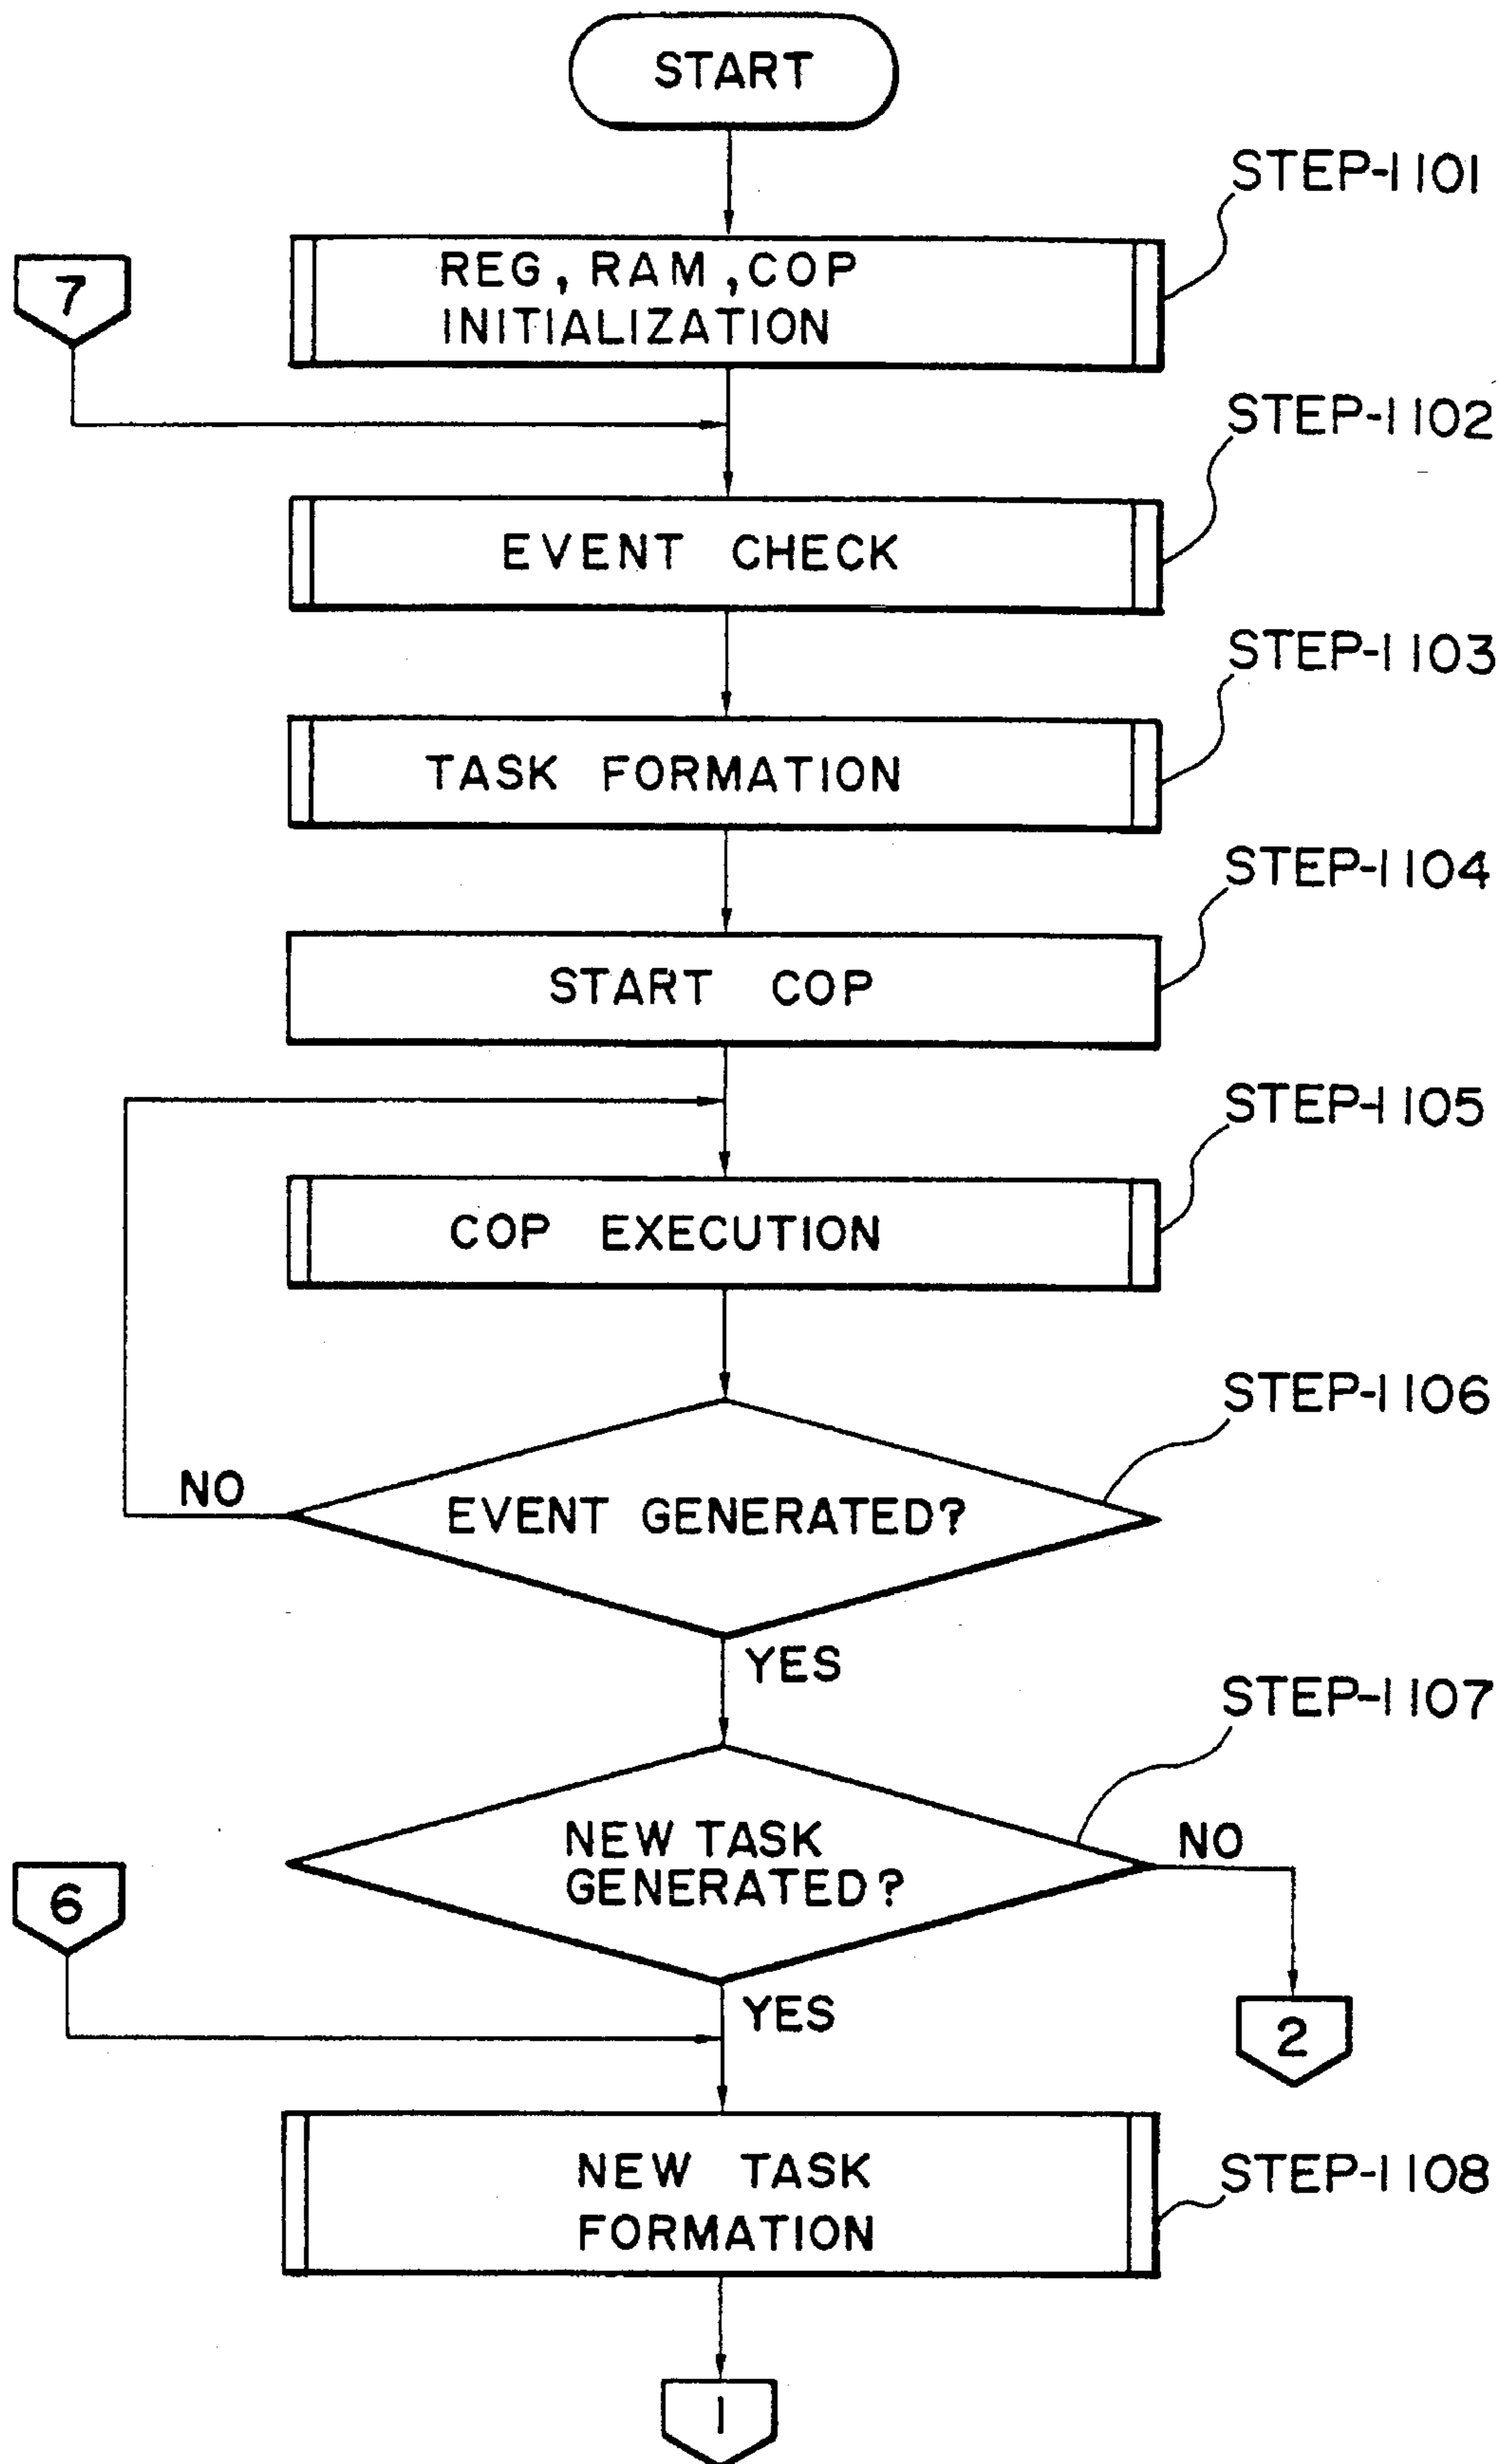 START
STEP-1101
REG, RAM, COP
INITIALIZATION
7
STEP-1102
EVENT CHECK
STEP-1103
TASK FORMATION
STEP-1104
START COP
STEP-1105
COP EXECUTION
STEP-1106
NO
EVENT GENERATED?
YES
STEP-1107
NEW TASK
GENERATED?
NO
6
YES
2
STEP-1108
NEW TASK
FORMATION
1